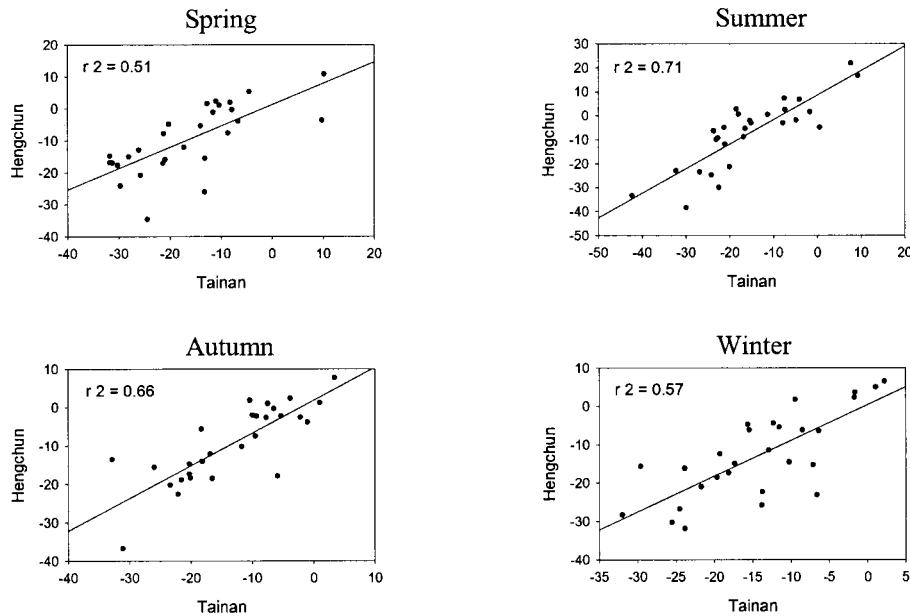 Spring
r 2 = 0.51
20
10
0
-10
-20
-30
-40
Hengchun
-40 -30 -20 -10 0 10 20
Tainan
Summer
r 2 = 0.71
30
20
10
0
-10
-20
-30
-40
-50
Hengchun
-50 -40 -30 -20 -10 0 10 20
Tainan
Autumn
r 2 = 0.66
10
0
-10
-20
-30
-40
Hengchun
-40 -30 -20 -10 0 10
Tainan
Winter
r 2 = 0.57
10
0
-10
-20
-30
-40
Hengchun
-35 -30 -25 -20 -15 -10 -5 0 5
Tainan